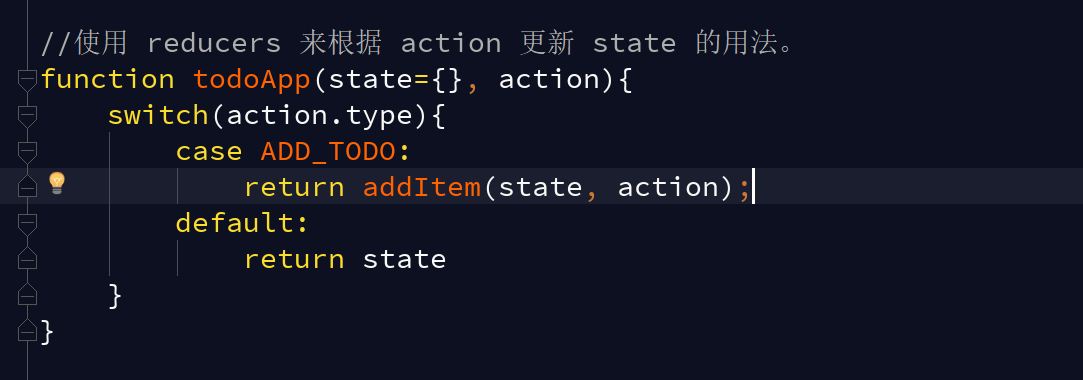 //使用 reducers 来根据 action 更新 state 的用法。
function todoApp(state={}, action){
    switch(action.type){
        case ADD_TODO:
            return addItem(state, action);
        default:
            return state
    }
}